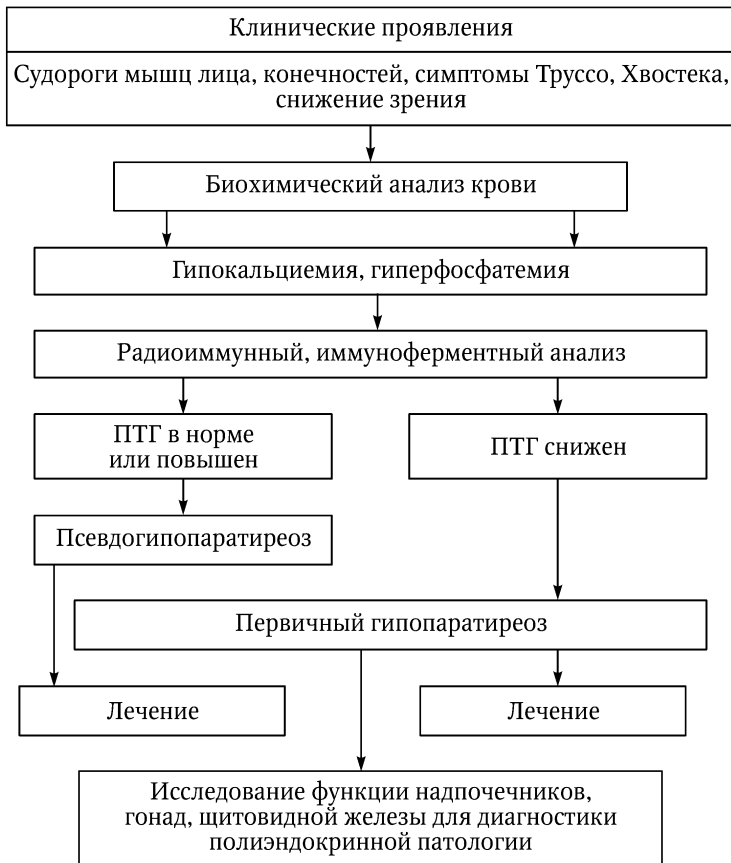 Клинические проявления
Судороги мышц лица, конечностей, симптомы Труссо, Хвостека,
снижение зрения
Биохимический анализ крови
Гипокальциемия, гиперфосфатемия
Радиоиммунный, иммуноферментный анализ
ПТГ в норме
или повышен
ПТГ снижен
Псевдогипопаратиреоз
Первичный гипопаратиреоз
Лечение
Лечение
Исследование функции надпочечников,
гонад, щитовидной железы для диагностики
полиэндокринной патологии